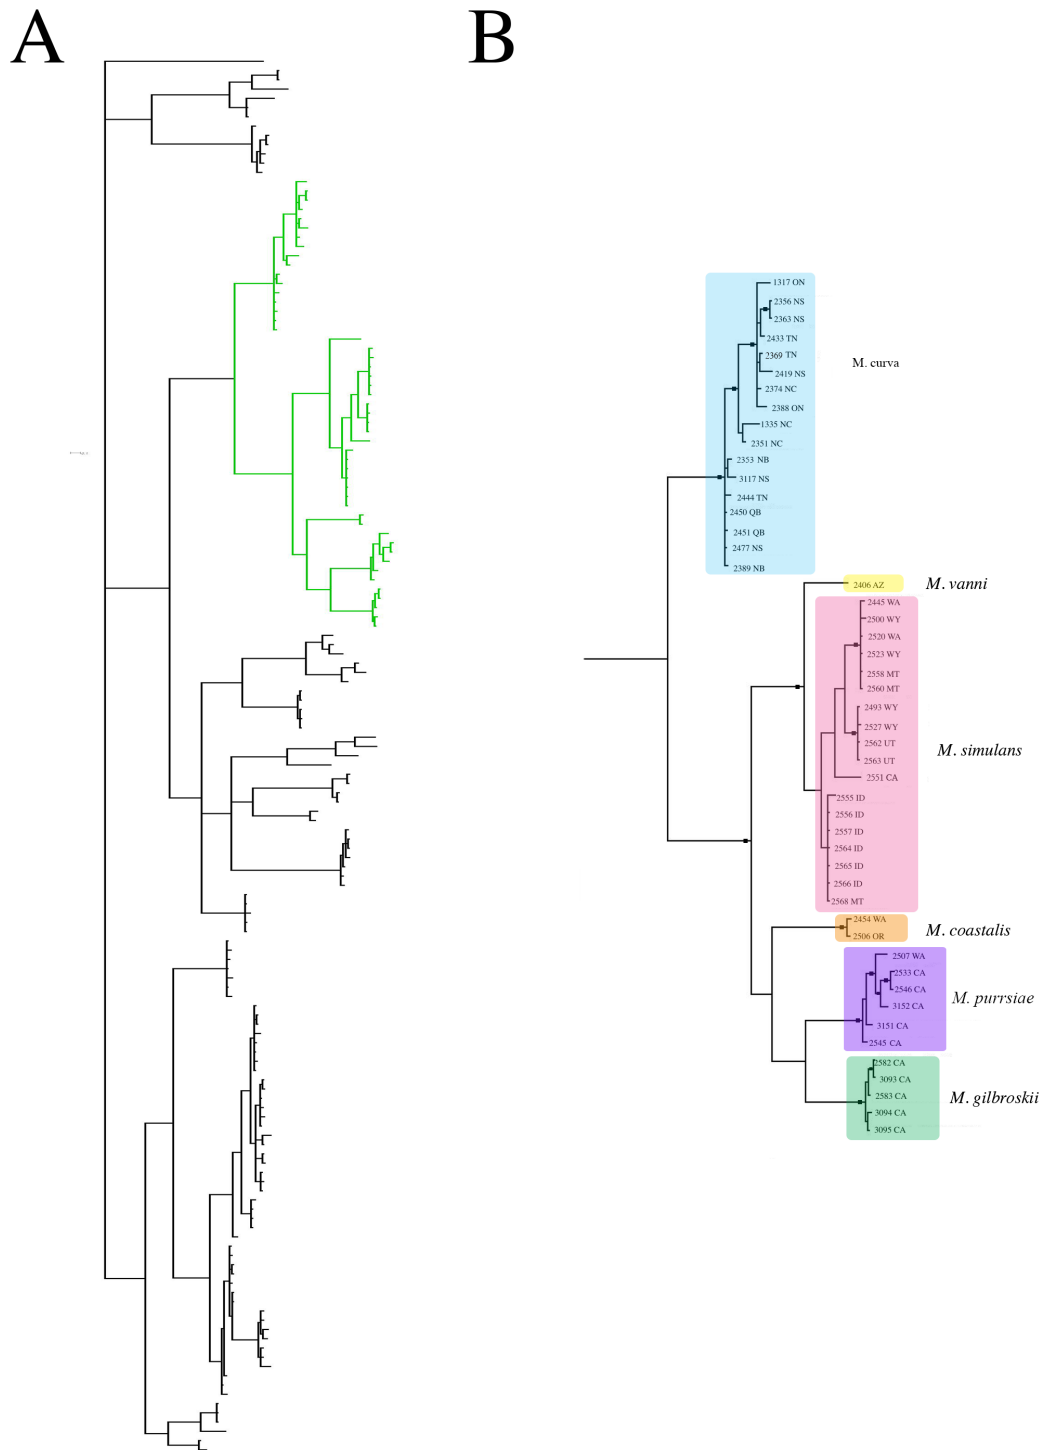 A
B
1317 ON
2356 NS
2363 NS
2433 TN
2369 TN
M. curva
2419 NS
2374 NC
2388 ON
1335 NC
2351 NC
2353 NB
3117 NS
2444 TN
2450 QB
2451 QB
2477 NS
2389 NB
2406 AZ
M. vanni
2445 WA
2500 WY
2520 WA
2523 WY
2558 MT
2560 MT
2493 WY
2527 WY
2562 UT
M. simulans
2563 UT
2551 CA
2555 ID
2556 ID
2557 ID
2564 ID
2565 ID
2566 ID
2568 MT
2454 WA
M. coastalis
2506 OR
2507 WA
2533 CA
2546 CA
M. purrsiae
3152 CA
3151 CA
2545 CA
2582 CA
3093 CA
2583 CA
M. gilbroskii
3094 CA
3095 CA